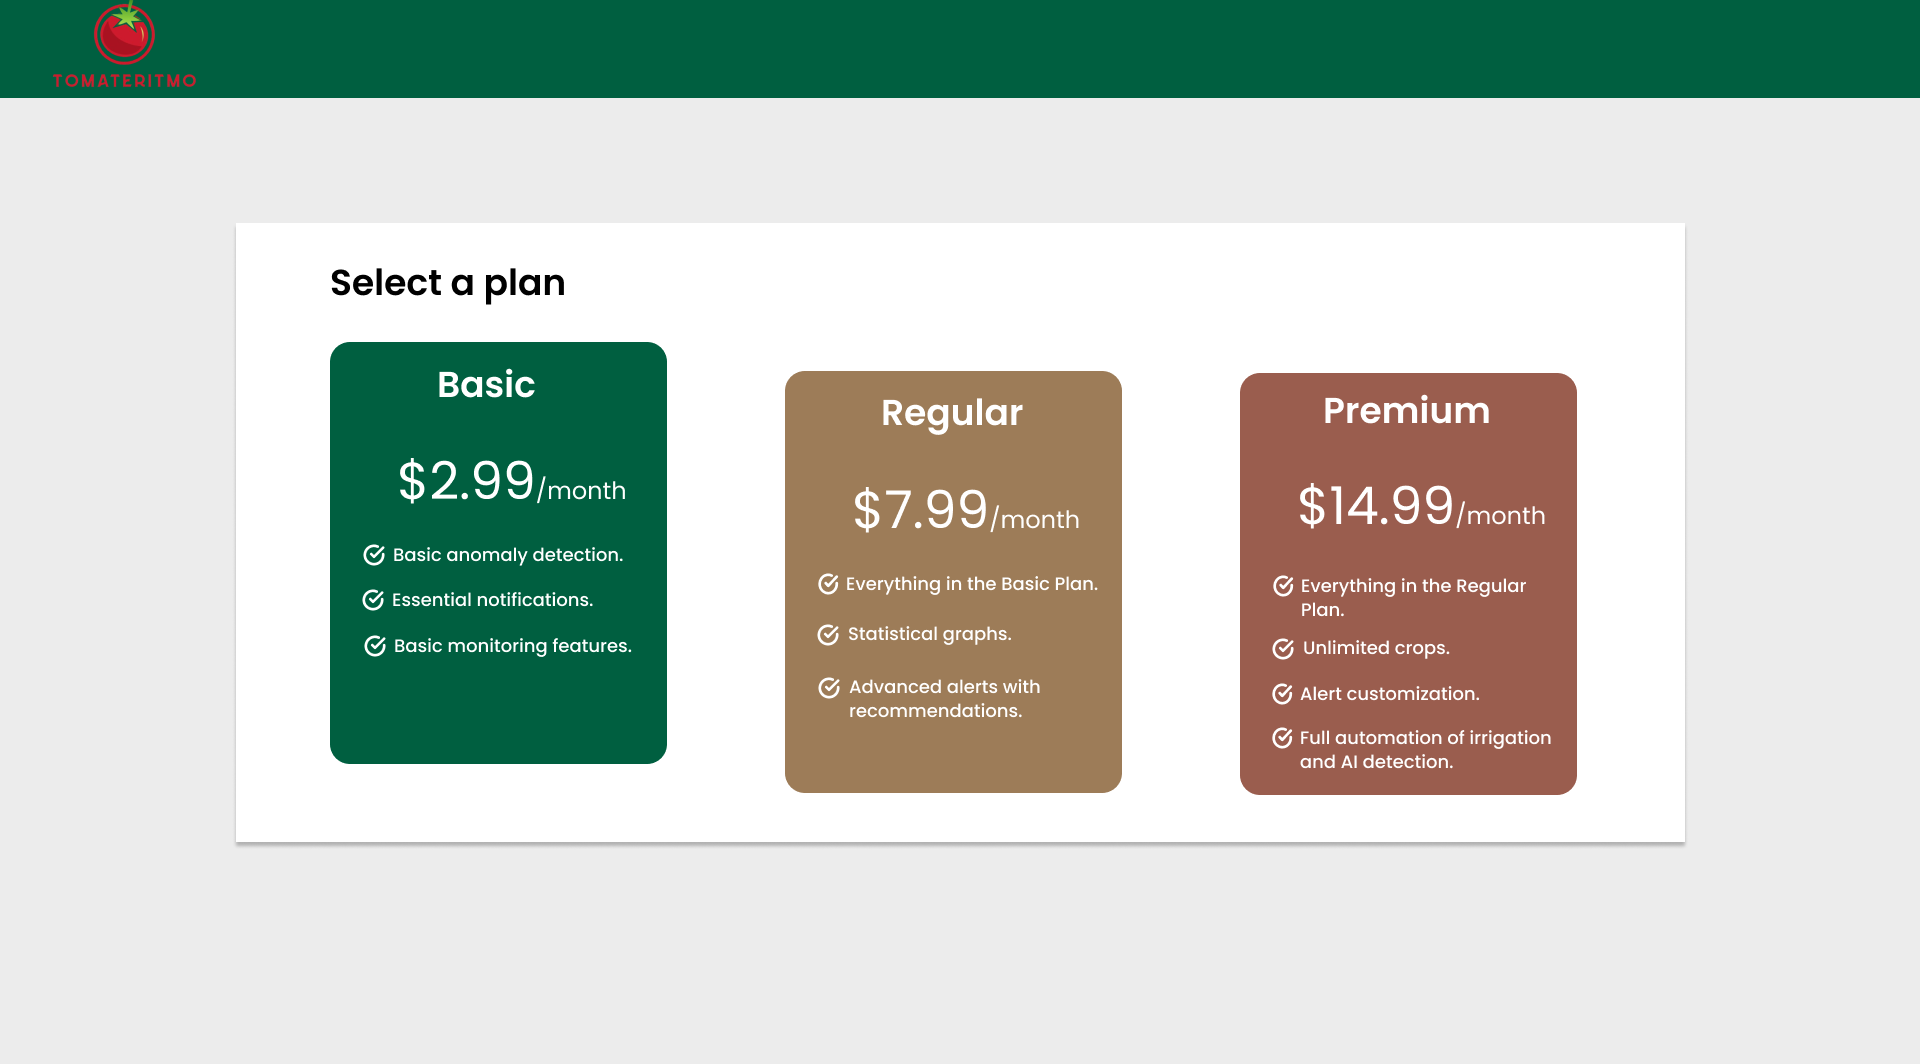 TOMATERITMO
Select a plan
Basic
$2.99/month
Basic anomaly detection.
Essential notifications.
Basic monitoring features.
Regular
$7.99/month
Everything in the Basic Plan.
Statistical graphs.
Advanced alerts with
recommendations.
Premium
$14.99/month
Everything in the Regular
Plan.
Unlimited crops.
Alert customization.
Full automation of irrigation
and AI detection.